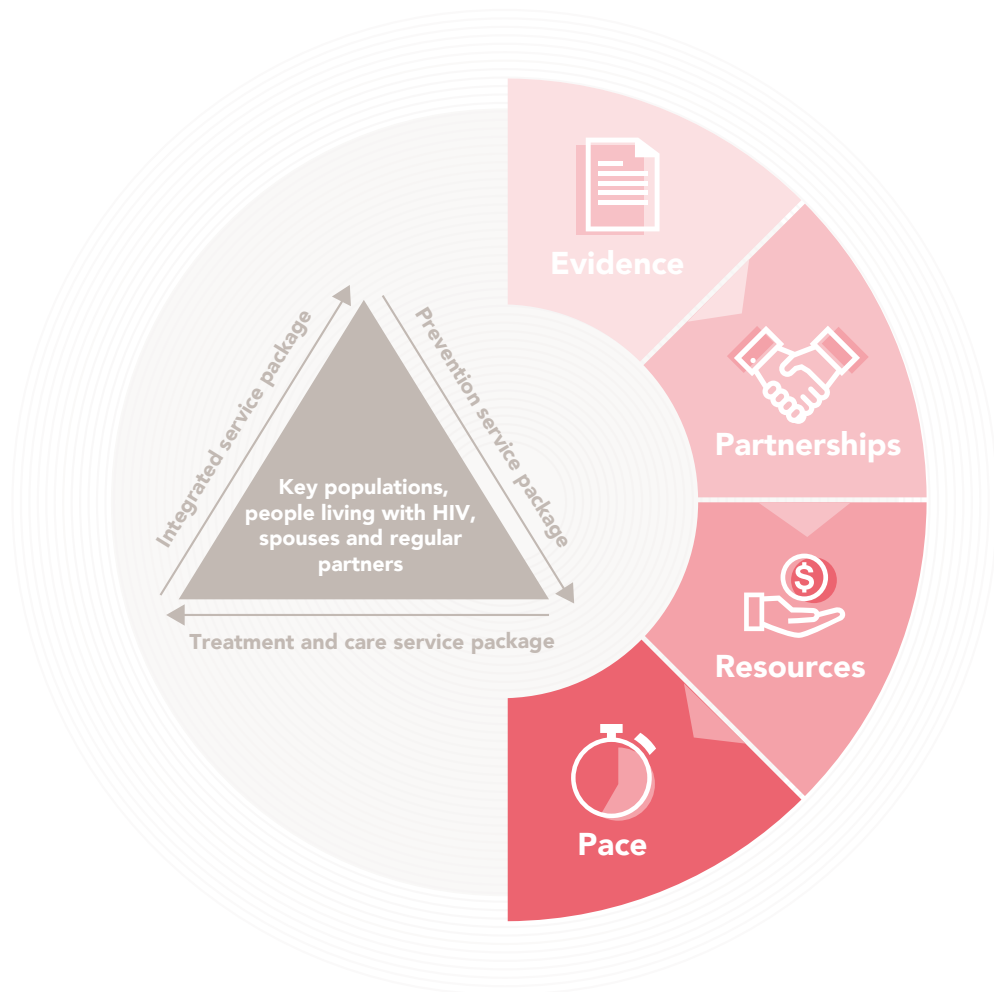 Evidence
Partnerships
Resources
Pace
Integrated service package
Prevention service package
Key populations,
people living with HIV,
spouses and regular
partners
Treatment and care service package
$